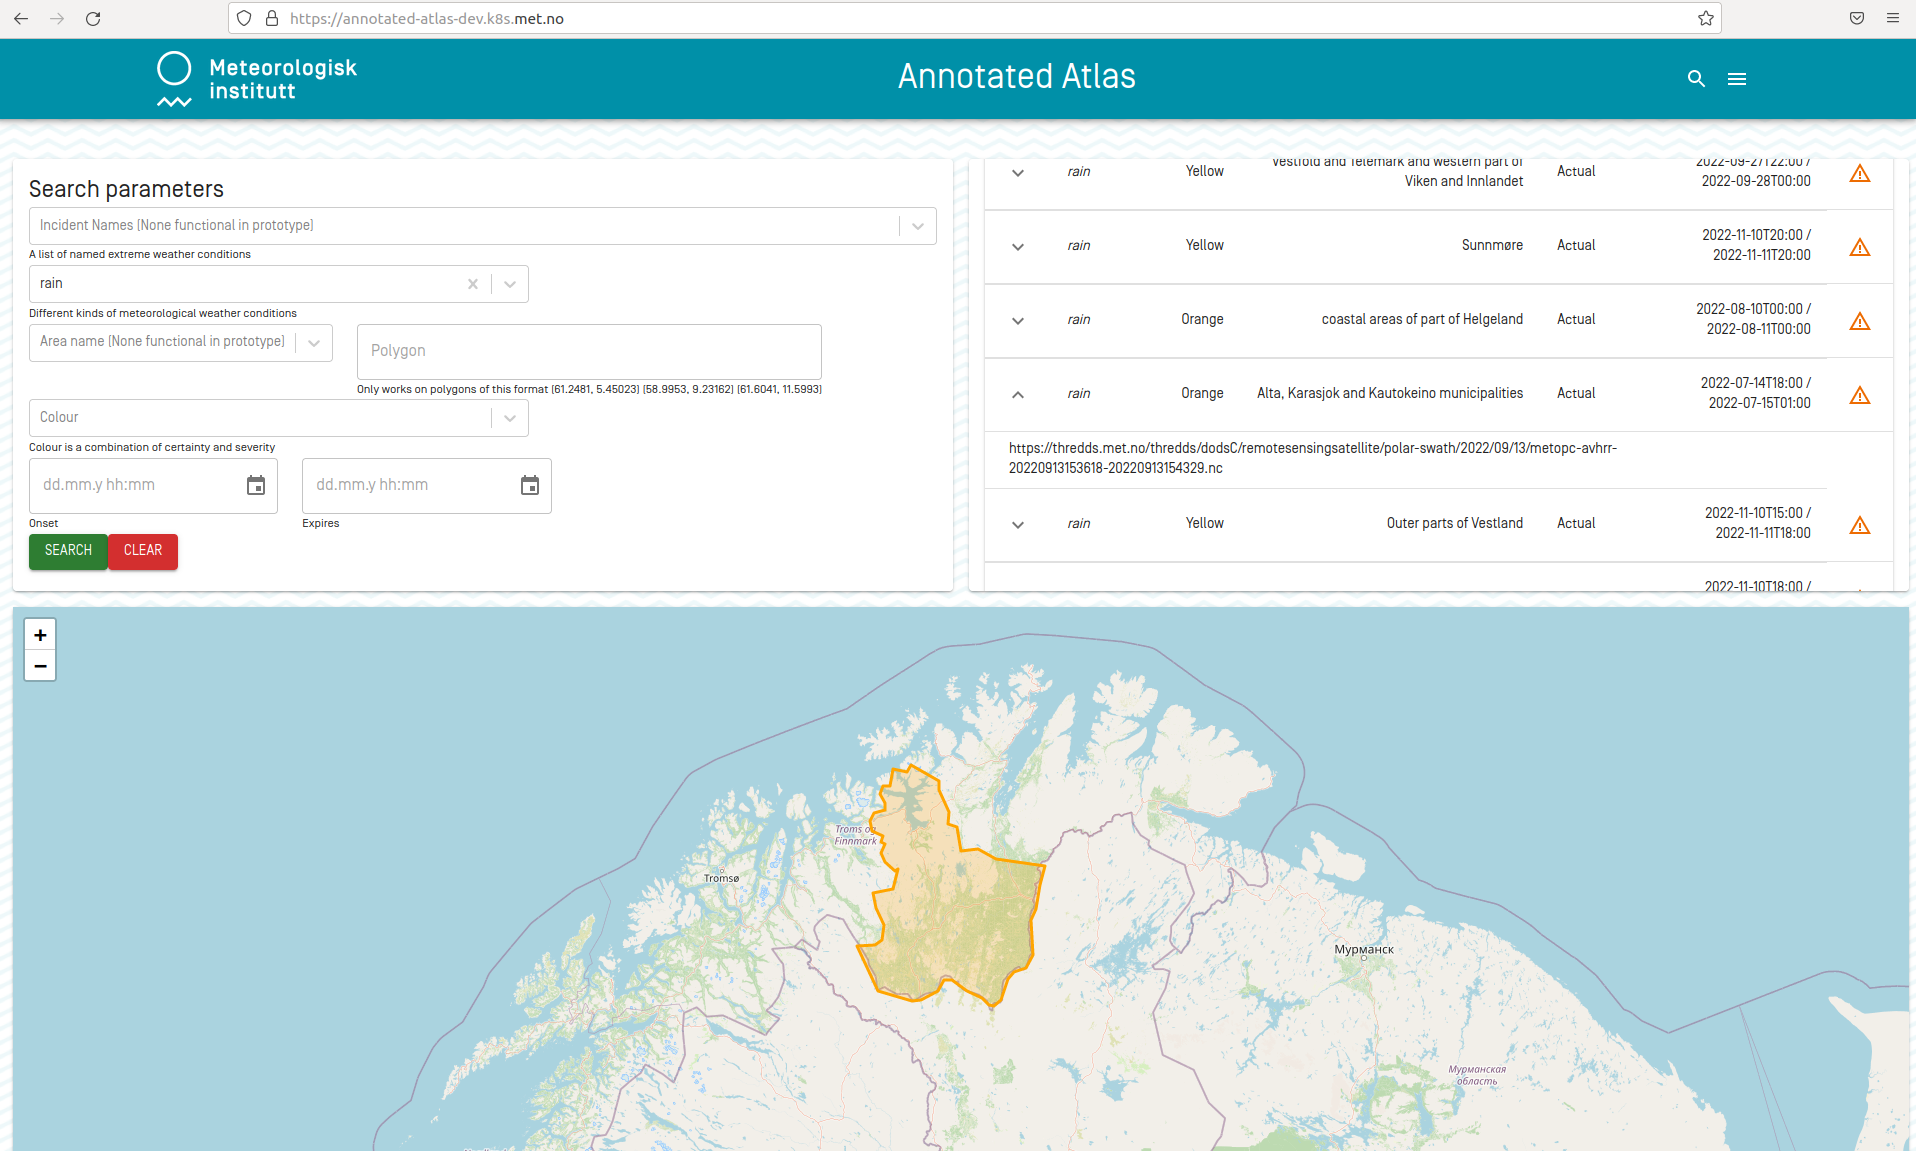 https://annotated-atlas-dev.k8s.met.no
Meteorologisk
institutt
Annotated Atlas
Search parameters
Incident Names (None functional in prototype)
A list of named extreme weather conditions
rain
Different kinds of meteorological weather conditions
Area name (None functional in prototype)
Polygon
Only works on polygons of this format (61.2481, 5.45023) (58.9953, 9.23162) (61.6041, 11.5993)
Colour
Colour is a combination of certainty and severity
dd.mm.y hh:mm
dd.mm.y hh:mm
Onset
Expires
SEARCH
CLEAR
rain Yellow Vestfold and Telemark and western part of Viken and Innlandet Actual 2022-09-27T22:00 / 2022-09-28T00:00
rain Yellow Sunnmøre Actual 2022-11-10T20:00 / 2022-11-11T20:00
rain Orange coastal areas of part of Helgeland Actual 2022-08-10T00:00 / 2022-08-11T00:00
rain Orange Alta, Karasjok and Kautokeino municipalities Actual 2022-07-14T18:00 / 2022-07-15T01:00
https://thredds.met.no/thredds/dodsC/remotesensingsatellite/polar-swath/2022/09/13/metopc-avhrr-
20220913153618-20220913154329.nc
rain Yellow Outer parts of Vestland Actual 2022-11-10T15:00 / 2022-11-11T18:00
2022-11-10T18:00 /
+
−
Troms og
Finnmark
Tromsø
Мурманск
Мурманская
область